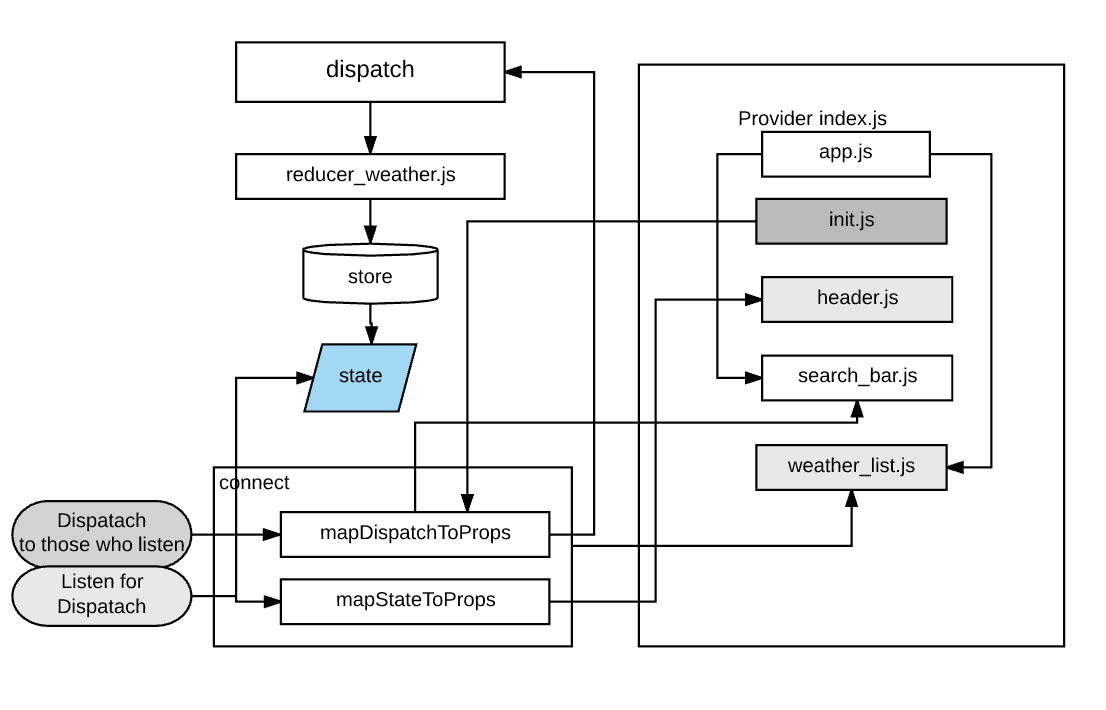 dispatch
reducer_weather.js
store
state
connect
Dispatach
to those who listen
mapDispatchToProps
Listen for
Dispatach
mapStateToProps
Provider index.js
app.js
init.js
header.js
search_bar.js
weather_list.js